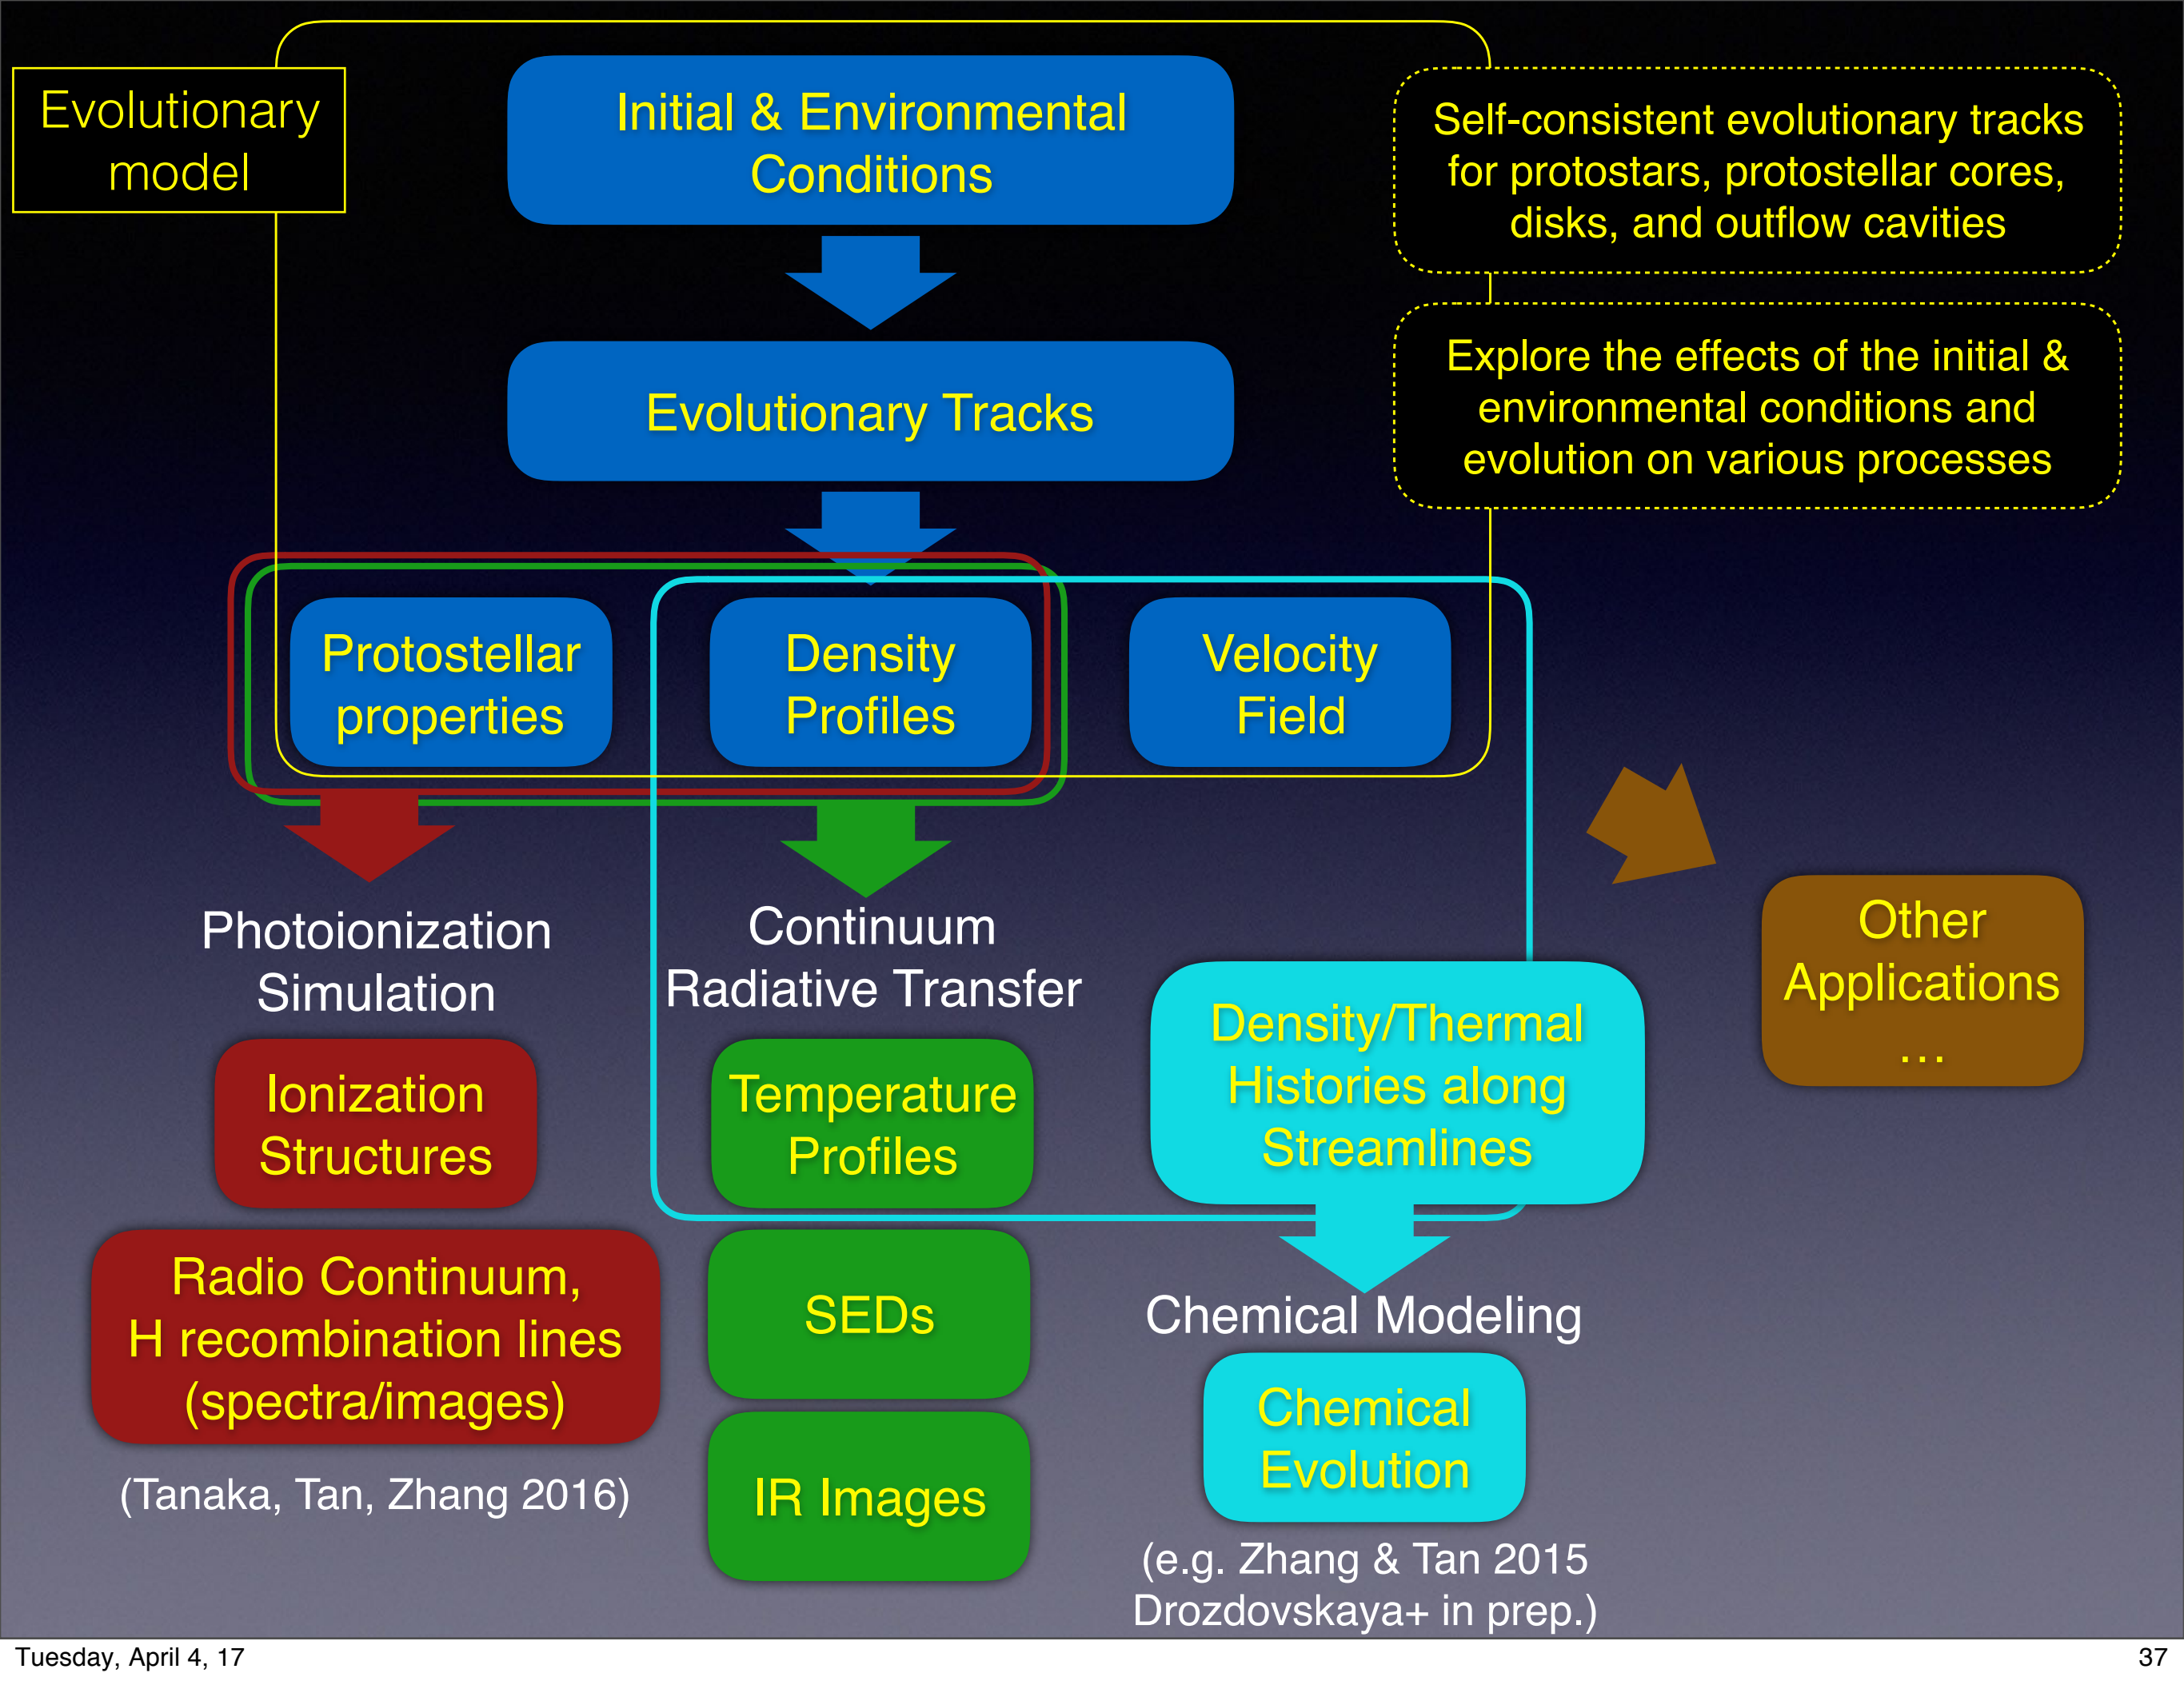 Evolutionary
model
Initial & Environmental
Conditions
Self-consistent evolutionary tracks
for protostars, protostellar cores,
disks, and outflow cavities
Evolutionary Tracks
Explore the effects of the initial &
environmental conditions and
evolution on various processes
Protostellar
properties
Density
Profiles
Velocity
Field
Photoionization
Simulation
Continuum
Radiative Transfer
Other
Applications
…
Ionization
Structures
Temperature
Profiles
Density/Thermal
Histories along
Streamlines
Radio Continuum,
H recombination lines
(spectra/images)
SEDs
Chemical Modeling
(Tanaka, Tan, Zhang 2016)
IR Images
Chemical
Evolution
(e.g. Zhang & Tan 2015
Drozdovskaya+ in prep.)
Tuesday, April 4, 17
37